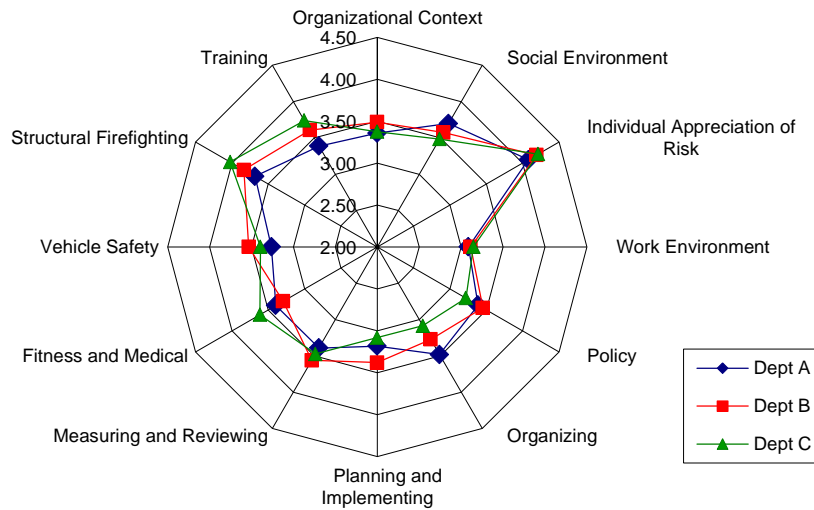 Organizational Context
4.50
Training
Social Environment
4.00
3.50
Structural Firefighting
Individual Appreciation of
Risk
3.00
2.50
Vehicle Safety
2.00
Work Environment
Fitness and Medical
Policy
Dept A
Dept B
Dept C
Measuring and Reviewing
Organizing
Planning and
Implementing